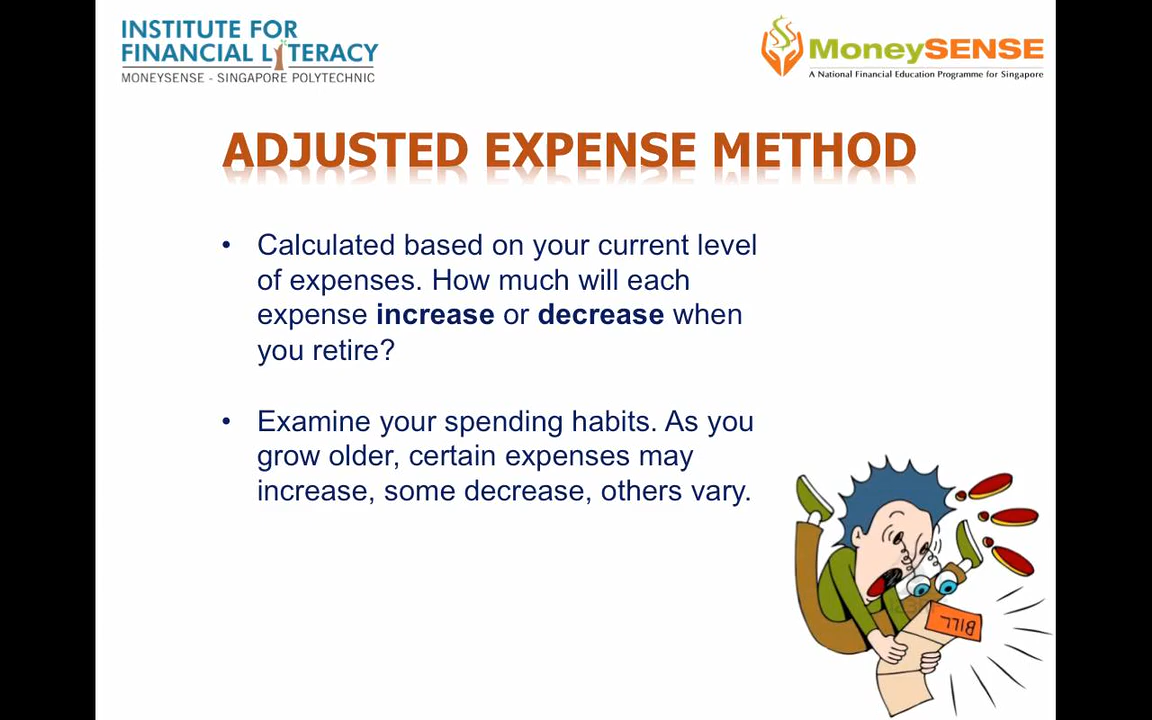 INSTITUTE FOR
FINANCIAL LITERACY
MONEYSENSE - SINGAPORE POLYTECHNIC
MoneySENSE
A National Financial Education Programme for Singapore
ADJUSTED EXPENSE METHOD
• Calculated based on your current level
of expenses. How much will each
expense increase or decrease when
you retire?
• Examine your spending habits. As you
grow older, certain expenses may
increase, some decrease, others vary.
BILL